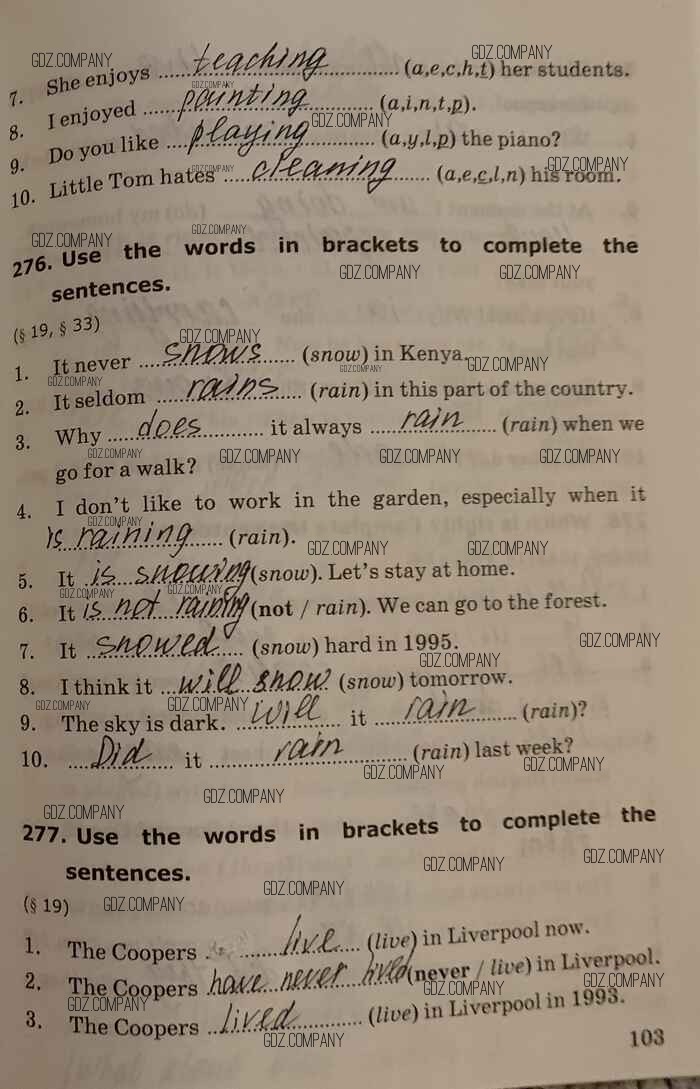 7. She enjoys teaching (a,e,c,h,t) her students.
8. I enjoyed painting (a,i,n,t,p).
9. Do you like playing (a,y,l,p) the piano?
10. Little Tom hates cleaning (a,e,c,l,n) his room.
276. Use the words in brackets to complete the
sentences.
(§ 19, § 33)
1. It never snows (snow) in Kenya.
2. It seldom rains (rain) in this part of the country.
3. Why does it always rain (rain) when we
go for a walk?
4. I don't like to work in the garden, especially when it
is raining (rain).
5. It is snowing (snow). Let's stay at home.
6. It is not raining (not / rain). We can go to the forest.
7. It snowed (snow) hard in 1995.
8. I think it will snow (snow) tomorrow.
9. The sky is dark. will it rain (rain)?
10. Did it rain (rain) last week?
277. Use the words in brackets to complete the
sentences.
(§ 19)
1. The Coopers live (live) in Liverpool now.
2. The Coopers have never lived (never / live) in Liverpool.
3. The Coopers lived (live) in Liverpool in 1993.
103
GDZ.COMPANY